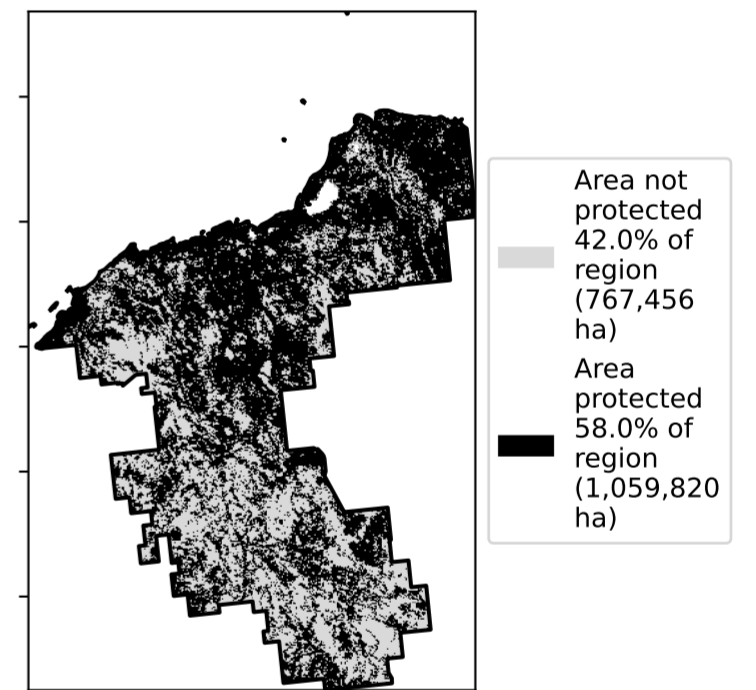 Area not
protected
42.0% of
region
(767,456
ha)
Area
protected
58.0% of
region
(1,059,820
ha)